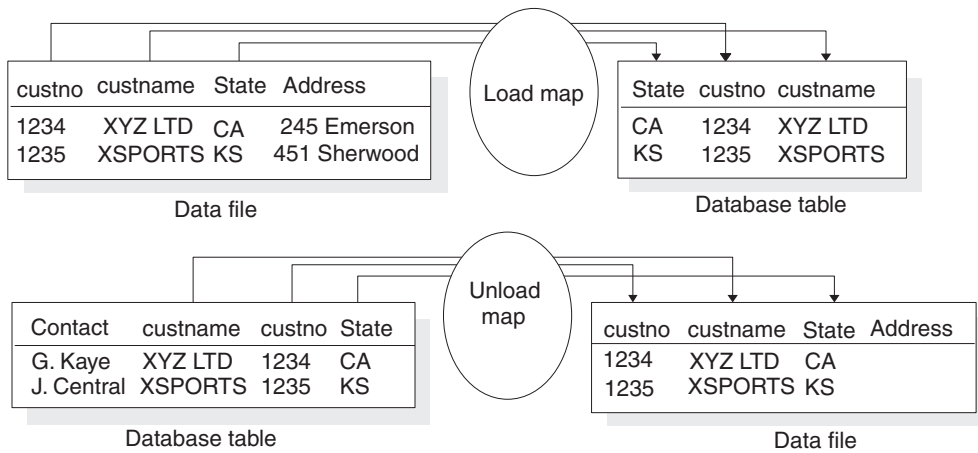 custno custname State Address
1234 XYZ LTD CA 245 Emerson
1235 XSPORTS KS 451 Sherwood
Data file
Load map
State custno custname
CA 1234 XYZ LTD
KS 1235 XSPORTS
Database table
Contact custname custno State
G. Kaye XYZ LTD 1234 CA
J. Central XSPORTS 1235 KS
Database table
Unload
map
custno custname State Address
1234 XYZ LTD CA
1235 XSPORTS KS
Data file